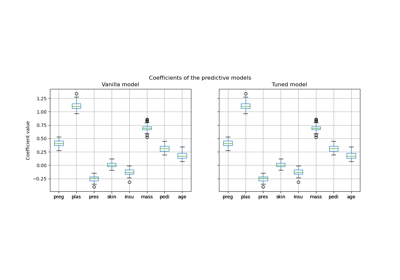 Coefficients of the predictive models
Vanilla model
Tuned model
Coefficient value
1.25
1.00
0.75
0.50
0.25
0.00
−0.25
preg plas pres skin insu mass pedi age
preg plas pres skin insu mass pedi age